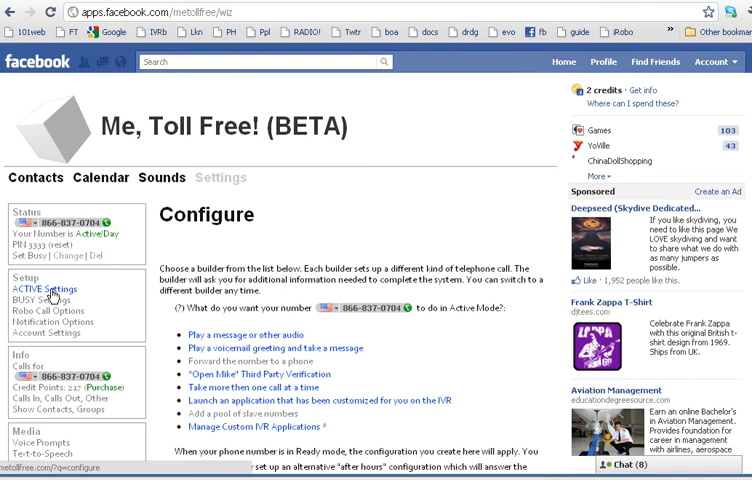 apps.facebook.com/metollfree/wiz
101web FT Google IVRb Lkn PH PL RADIO! Twtr boa docs drdg evo fb guide iRobo » Other bookmar
facebook Search Home Profile Find Friends Account
2 credits · Get info
Where can I spend these?
Me, Toll Free! (BETA)
Games 103
YoVille 43
ChinaDollShopping
More
Contacts Calendar Sounds Settings
Sponsored Create an Ad
Status
866-837-0704
Your Number is Active/Day
PIN 3333 (reset)
Set Busy | Change | Del
Setup
ACTIVE Settings
BUSY Settings
Robo Call Options
Notification Options
Account Settings
Info
Calls for
866-837-0704
Credit Points: 217 (Purchase)
Calls In, Calls Out, Other
Show Contacts, Groups
Media
Voice Prompts
Text-to-Speech
Configure
Choose a builder from the list below. Each builder sets up a different kind of telephone call. The
builder will ask you for additional information needed to complete the system. You can switch to a
different builder any time.
(?) What do you want your number 866-837-0704 to do in Active Mode?:
• Play a message or other audio
• Play a voicemail greeting and take a message
• Forward the number to a phone
• "Open Mike" Third Party Verification
• Take more then one call at a time
• Launch an application that has been customized for you on the IVR
• Add a pool of slave numbers
• Manage Custom IVR Applications *
When your phone number is in Ready mode, the configuration you create here will apply. You
set up an alternative "after hours" configuration which will answer the
Deepseed (Skydive Dedicated...
If you like skydiving,
you need to like this page
We LOVE skydiving and
want to share what we do
with as many jumpers as
possible.
Like · 1,952 people like this.
Frank Zappa T-Shirt
djtees.com
ZAPPA
Celebrate Frank Zappa
with this distinct British t-
shirt design from 1969.
Ships from UK.
Aviation Management
educationdegreesource.com
Earn an online Bachelor's
in Aviation Management.
Provides foundation for
career in management
with airlines, aerospace
Chat (8)
metollfree.com/?q=configure